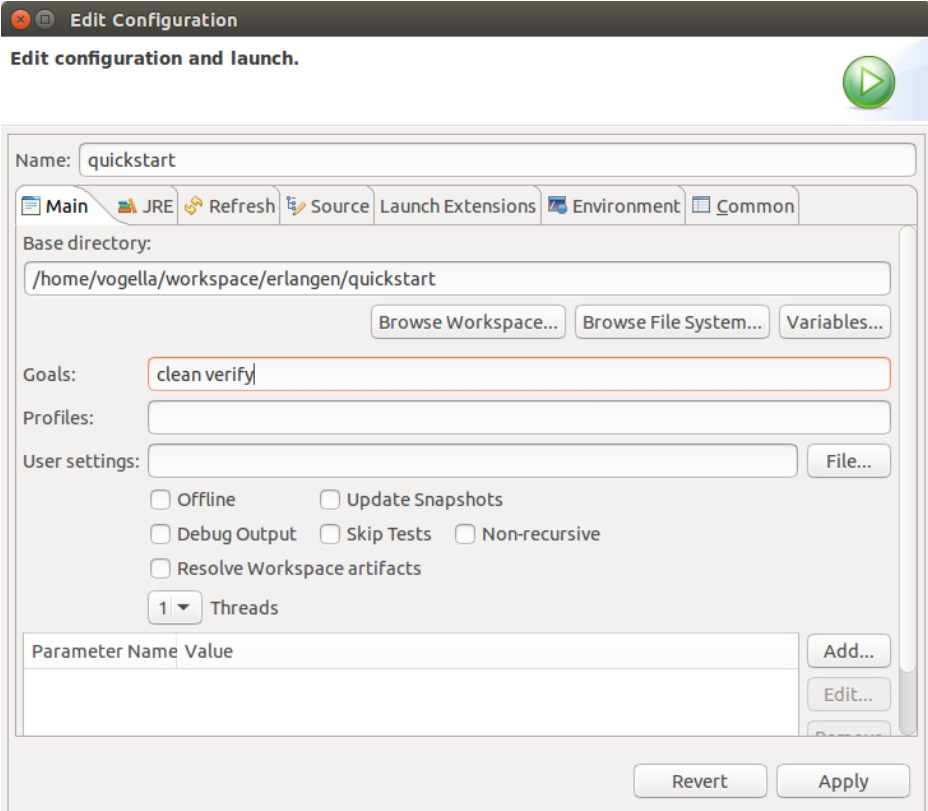 Edit Configuration
Edit configuration and launch.
Name: quickstart
Main JRE Refresh Source Launch Extensions Environment Common
Base directory:
/home/vogella/workspace/erlangen/quickstart
Browse Workspace... Browse File System... Variables...
Goals: clean verify
Profiles:
User settings: File...
Offline Update Snapshots
Debug Output Skip Tests Non-recursive
Resolve Workspace artifacts
1 Threads
Parameter Name Value Add...
Edit...
Revert Apply